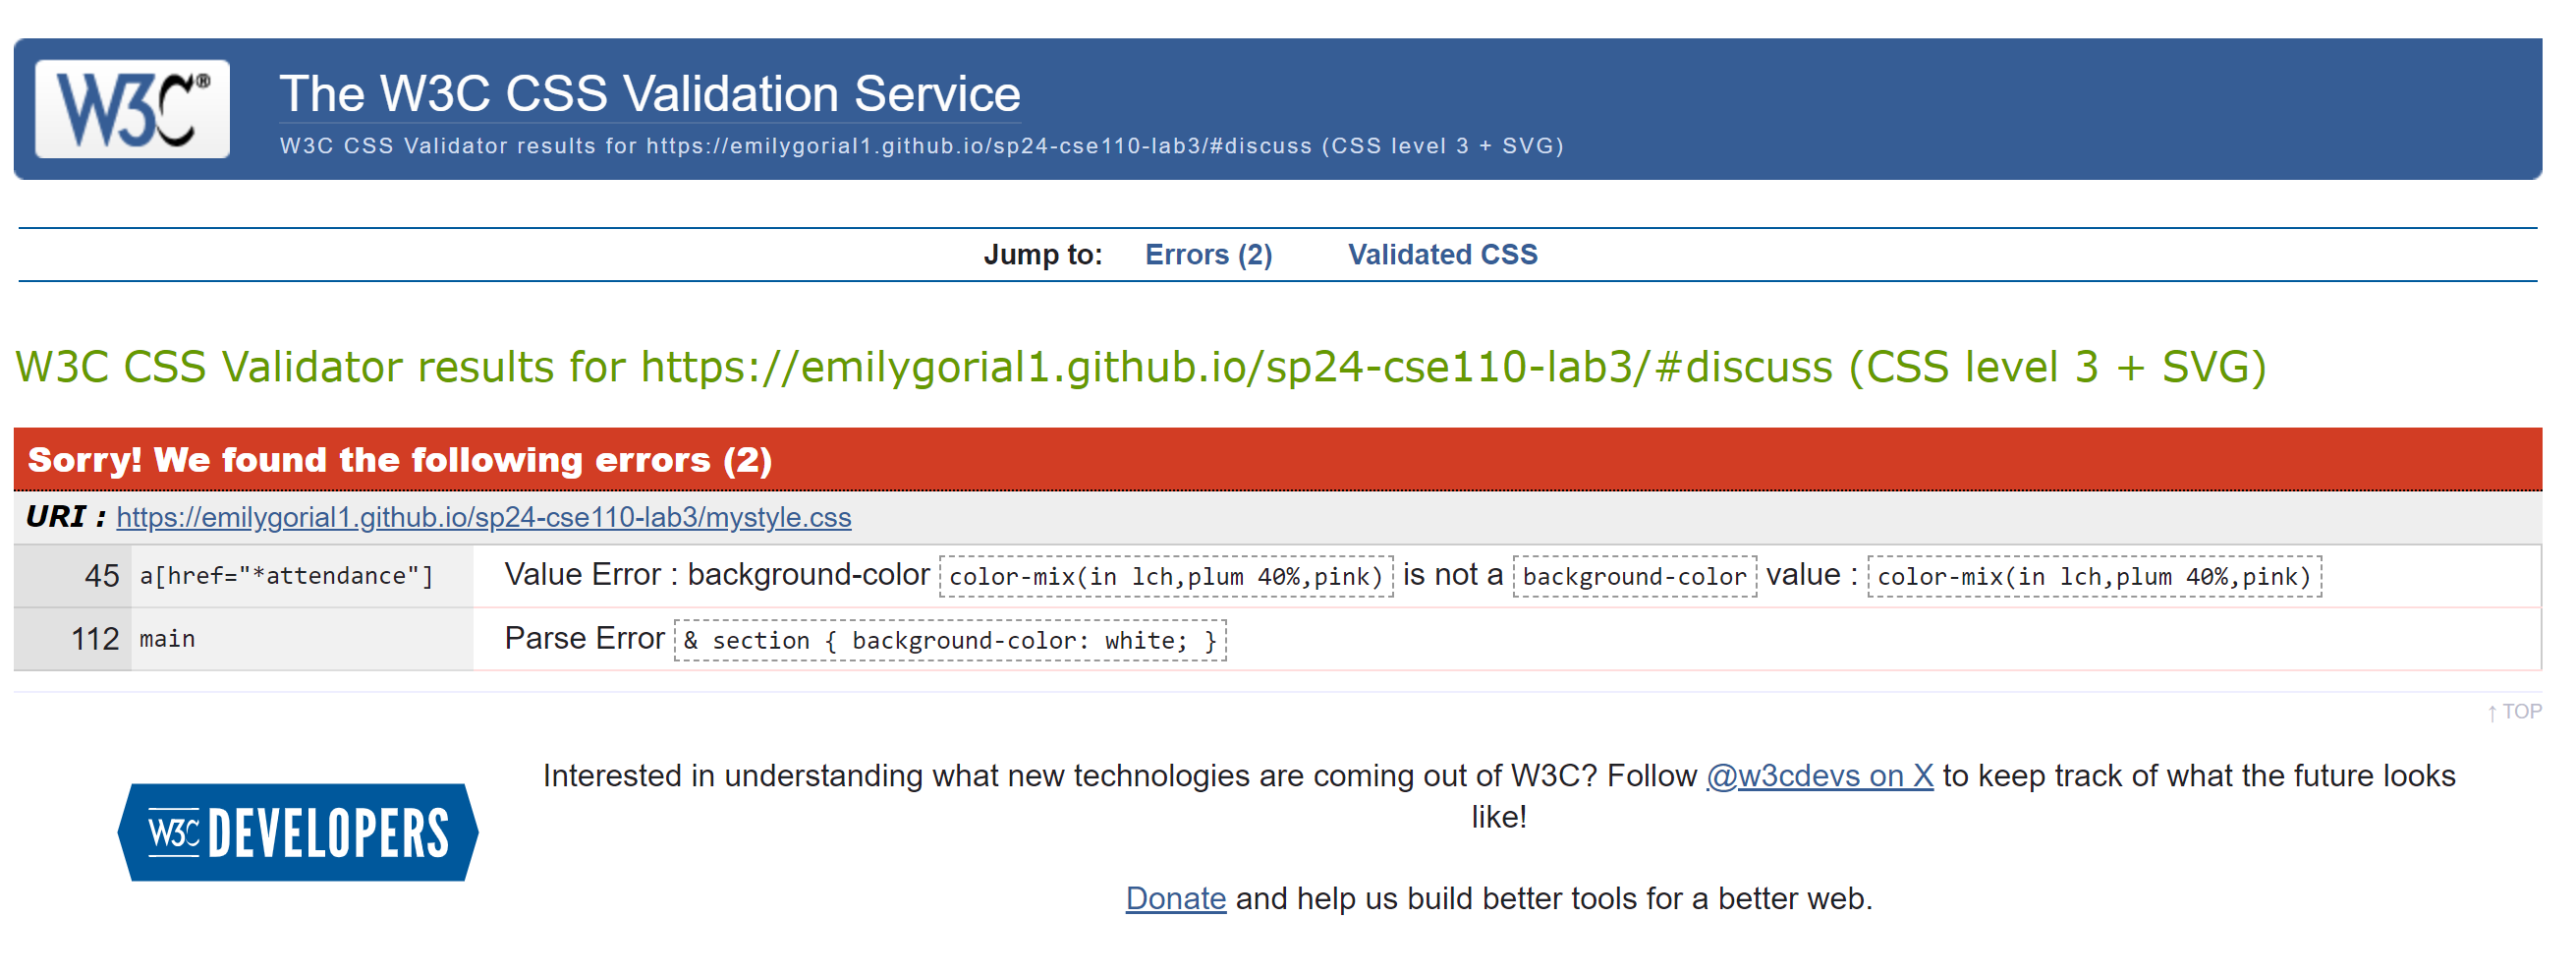 W3C®
The W3C CSS Validation Service
W3C CSS Validator results for https://emilygorial1.github.io/sp24-cse110-lab3/#discuss (CSS level 3 + SVG)
Jump to: Errors (2) Validated CSS
W3C CSS Validator results for https://emilygorial1.github.io/sp24-cse110-lab3/#discuss (CSS level 3 + SVG)
Sorry! We found the following errors (2)
URI : https://emilygorial1.github.io/sp24-cse110-lab3/mystyle.css
45 a[href="*attendance"] Value Error : background-color color-mix(in lch,plum 40%,pink) is not a background-color value : color-mix(in lch,plum 40%,pink)
112 main Parse Error & section { background-color: white; }
↑ TOP
Interested in understanding what new technologies are coming out of W3C? Follow @w3cdevs on X to keep track of what the future looks
like!
W3C DEVELOPERS
Donate and help us build better tools for a better web.